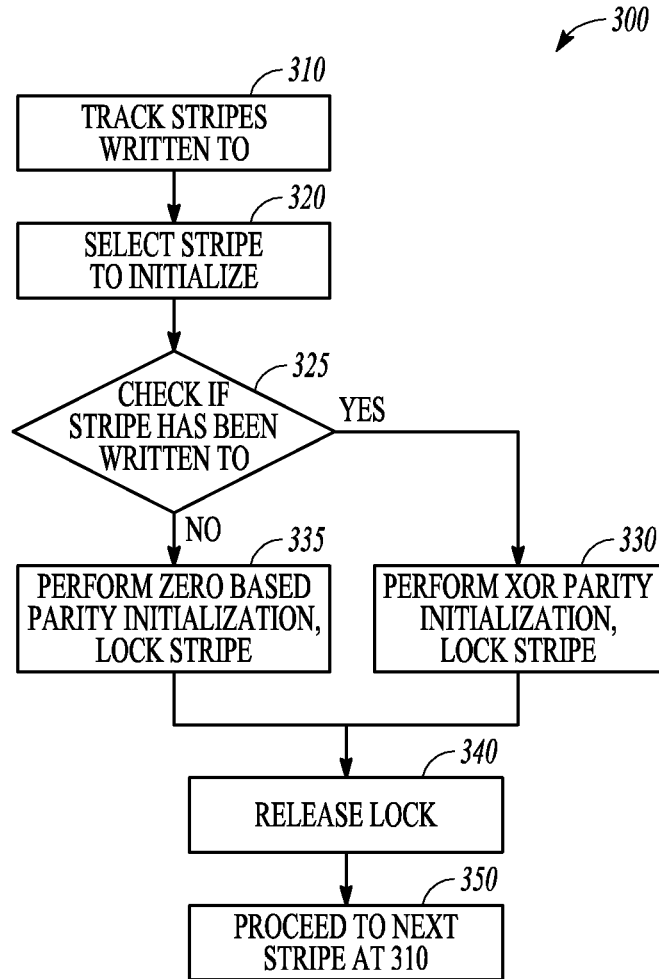 300
310
TRACK STRIPES
WRITTEN TO
320
SELECT STRIPE
TO INITIALIZE
325
CHECK IF
STRIPE HAS BEEN
WRITTEN TO
YES
NO
335
PERFORM ZERO BASED
PARITY INITIALIZATION,
LOCK STRIPE
330
PERFORM XOR PARITY
INITIALIZATION,
LOCK STRIPE
340
RELEASE LOCK
350
PROCEED TO NEXT
STRIPE AT 310